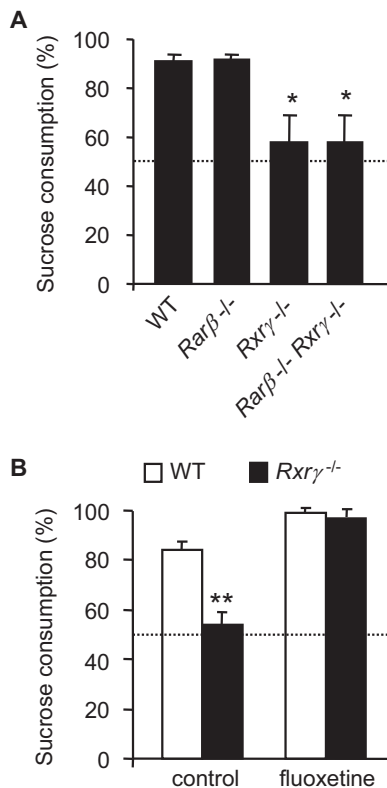 A
Sucrose consumption (%)
100
80
60
40
20
0
*
*
WT
Rarβ -/-
Rxrγ -/-
Rarβ -/- Rxrγ -/-
B
WT
Rxrγ -/-
Sucrose consumption (%)
100
80
60
40
20
0
**
control
fluoxetine